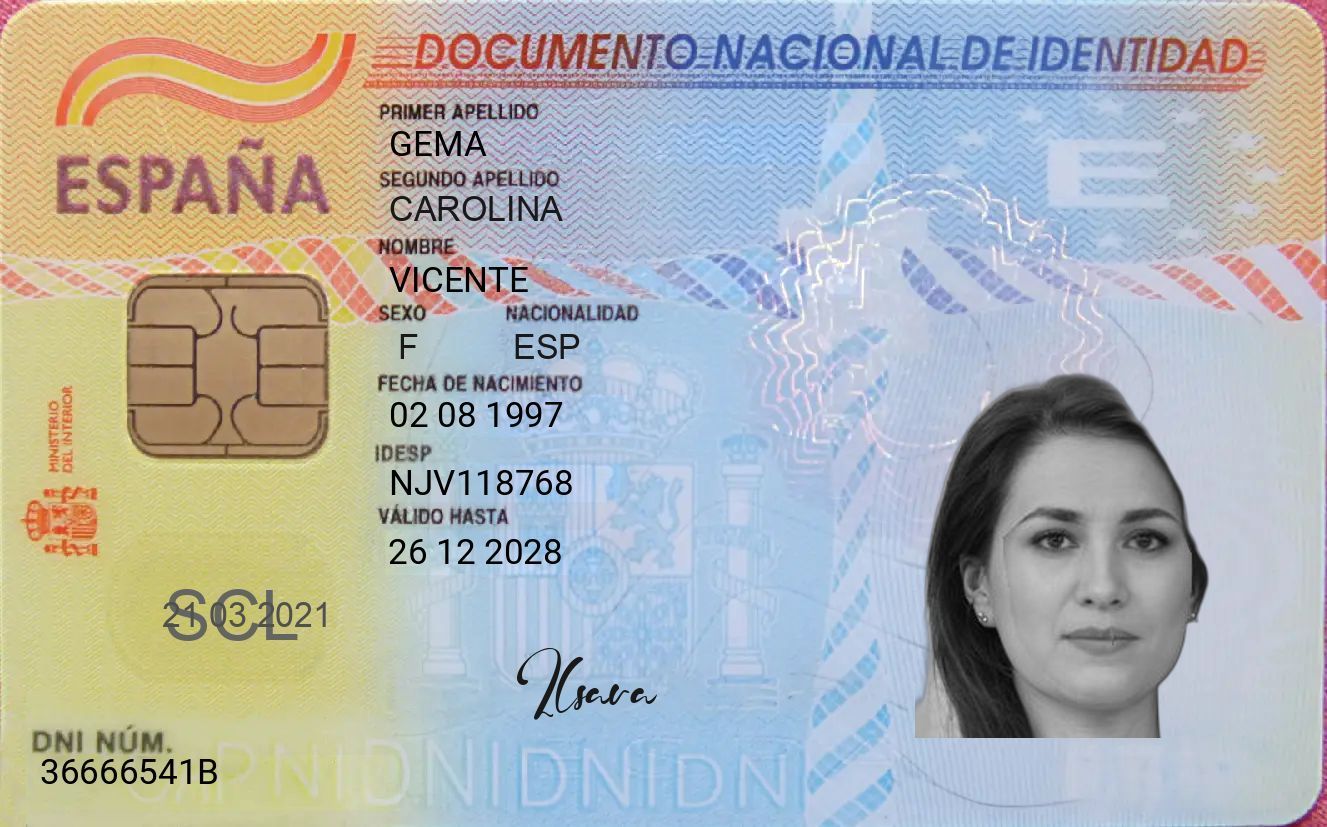 DOCUMENTO NACIONAL DE IDENTIDAD
ESPAÑA
PRIMER APELLIDO
GEMA
SEGUNDO APELLIDO
CAROLINA
NOMBRE
VICENTE
SEXO NACIONALIDAD
F ESP
FECHA DE NACIMIENTO
02 08 1997
IDESP
NJV118768
VÁLIDO HASTA
26 12 2028
MINISTERIO
DEL INTERIOR
E
SCL
21 03 2021
Ilsara
DNI NÚM.
36666541B
DNIDNIDNIDN